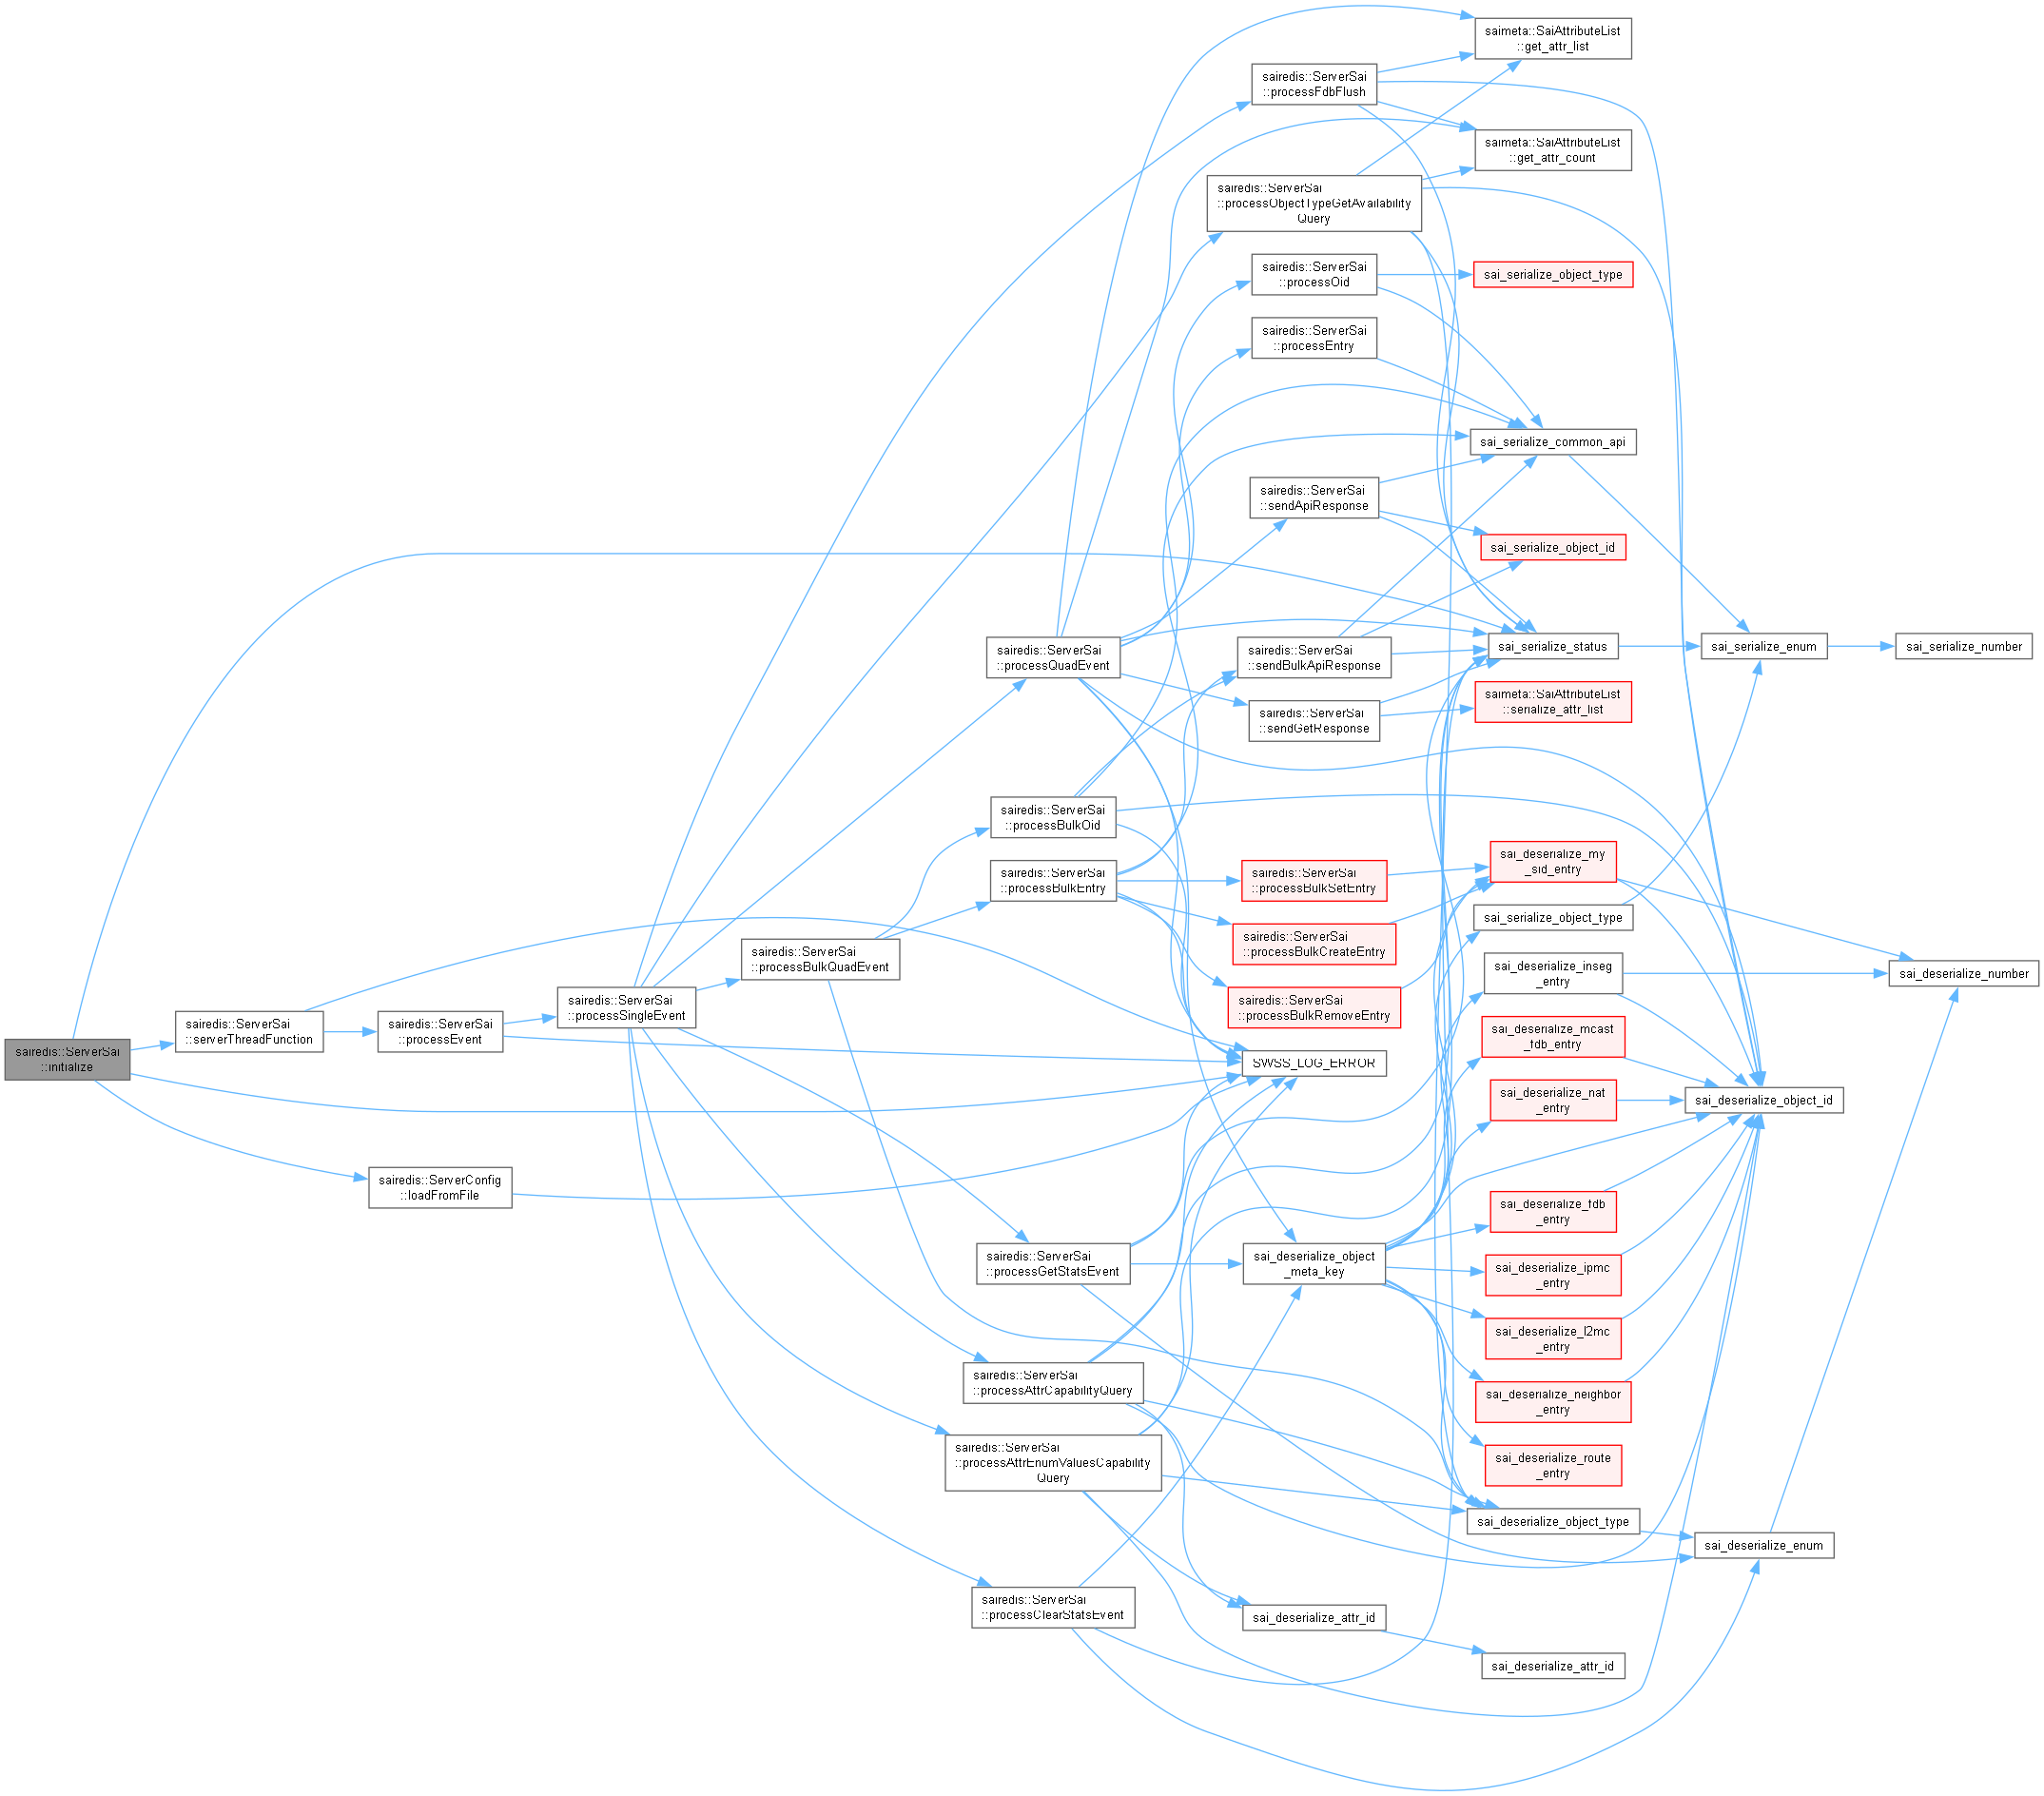 sairedis::ServerSai
::initialize
sairedis::ServerSai
::serverThreadFunction
sairedis::ServerSai
::processEvent
sairedis::ServerConfig
::loadFromFile
sairedis::ServerSai
::processSingleEvent
sairedis::ServerSai
::processBulkQuadEvent
sairedis::ServerSai
::processQuadEvent
sairedis::ServerSai
::processBulkOid
sairedis::ServerSai
::processBulkEntry
sairedis::ServerSai
::processGetStatsEvent
sairedis::ServerSai
::processAttrCapabilityQuery
sairedis::ServerSai
::processAttrEnumValuesCapability
Query
sairedis::ServerSai
::processClearStatsEvent
sairedis::ServerSai
::processFdbFlush
sairedis::ServerSai
::processObjectTypeGetAvailability
Query
sairedis::ServerSai
::processOid
sairedis::ServerSai
::processEntry
sairedis::ServerSai
::sendApiResponse
sairedis::ServerSai
::sendBulkApiResponse
sairedis::ServerSai
::sendGetResponse
sairedis::ServerSai
::processBulkSetEntry
sairedis::ServerSai
::processBulkCreateEntry
sairedis::ServerSai
::processBulkRemoveEntry
SWSS_LOG_ERROR
sai_deserialize_object
_meta_key
sai_deserialize_attr_id
saimeta::SaiAttributeList
::get_attr_list
saimeta::SaiAttributeList
::get_attr_count
sai_serialize_object_type
sai_serialize_common_api
sai_serialize_object_id
sai_serialize_status
saimeta::SaiAttributeList
::serialize_attr_list
sai_deserialize_my
_sid_entry
sai_serialize_object_type
sai_deserialize_inseg
_entry
sai_deserialize_mcast
_fdb_entry
sai_deserialize_nat
_entry
sai_deserialize_fdb
_entry
sai_deserialize_ipmc
_entry
sai_deserialize_l2mc
_entry
sai_deserialize_neighbor
_entry
sai_deserialize_route
_entry
sai_deserialize_object_type
sai_deserialize_attr_id
sai_serialize_enum
sai_deserialize_object_id
sai_deserialize_enum
sai_serialize_number
sai_deserialize_number